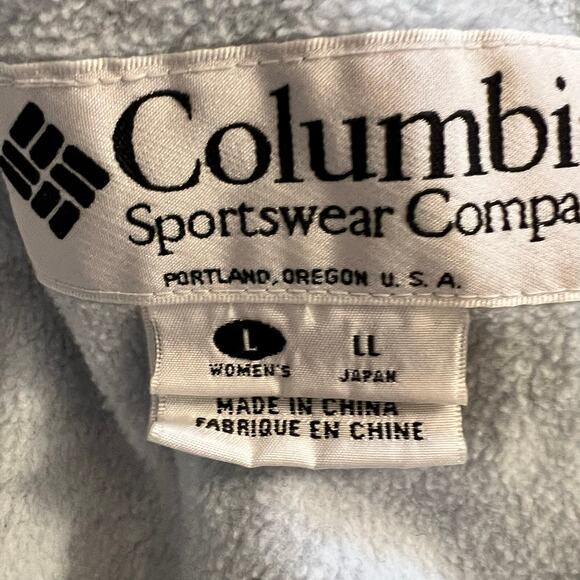 Columbi
Sportswear Compa
PORTLAND, OREGON U. S. A.
L LL
WOMEN'S JAPAN
MADE IN CHINA
FABRIQUE EN CHINE